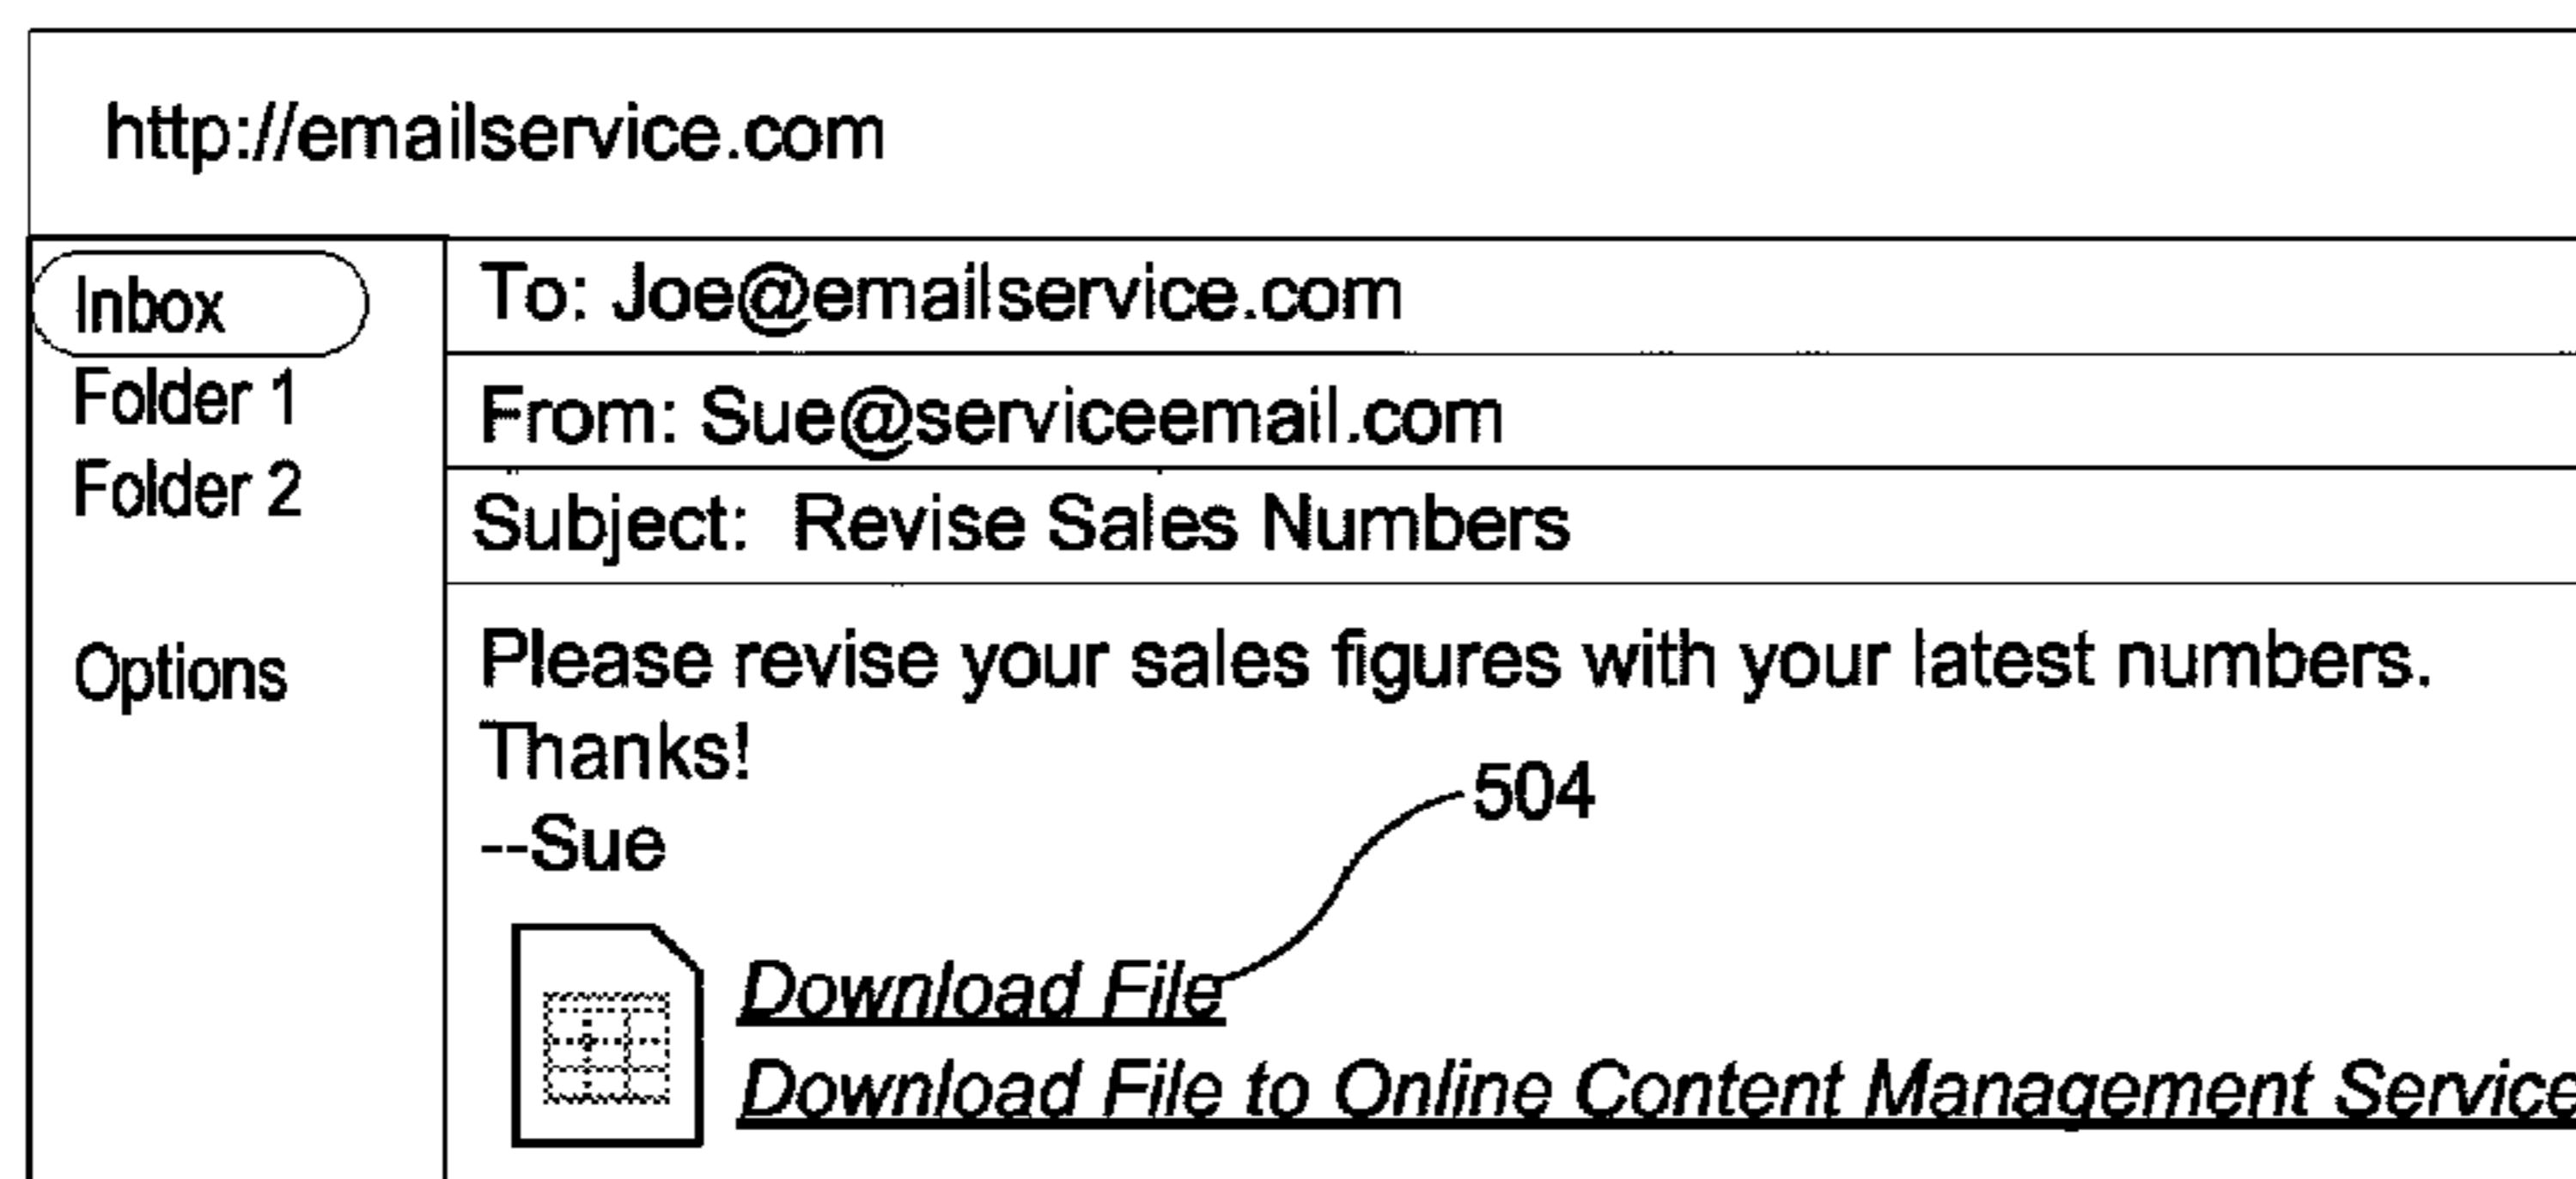 http://emailservice.com
Inbox
Folder 1
Folder 2
Options
To: Joe@emailservice.com
From: Sue@serviceemail.com
Subject: Revise Sales Numbers
Please revise your sales figures with your latest numbers.
Thanks!
--Sue
504
Download File
Download File to Online Content Management Service